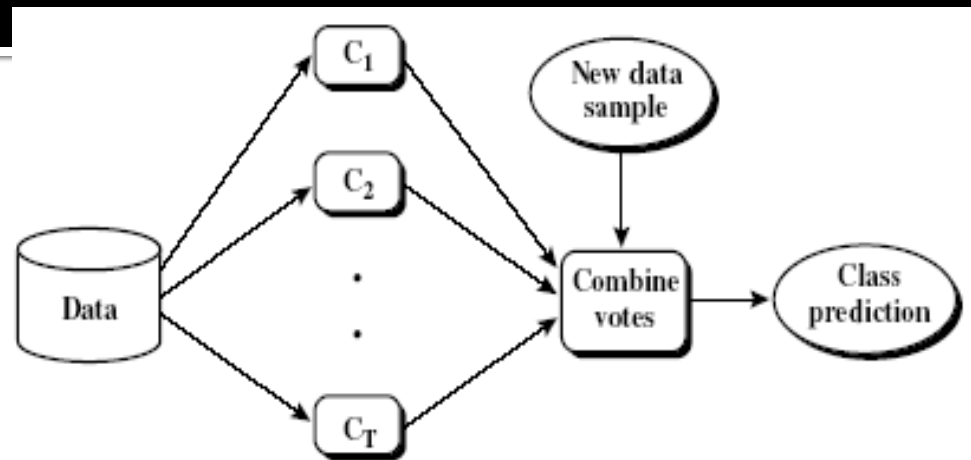 C1
New data
sample
C2
Data
Combine
votes
Class
prediction
CT